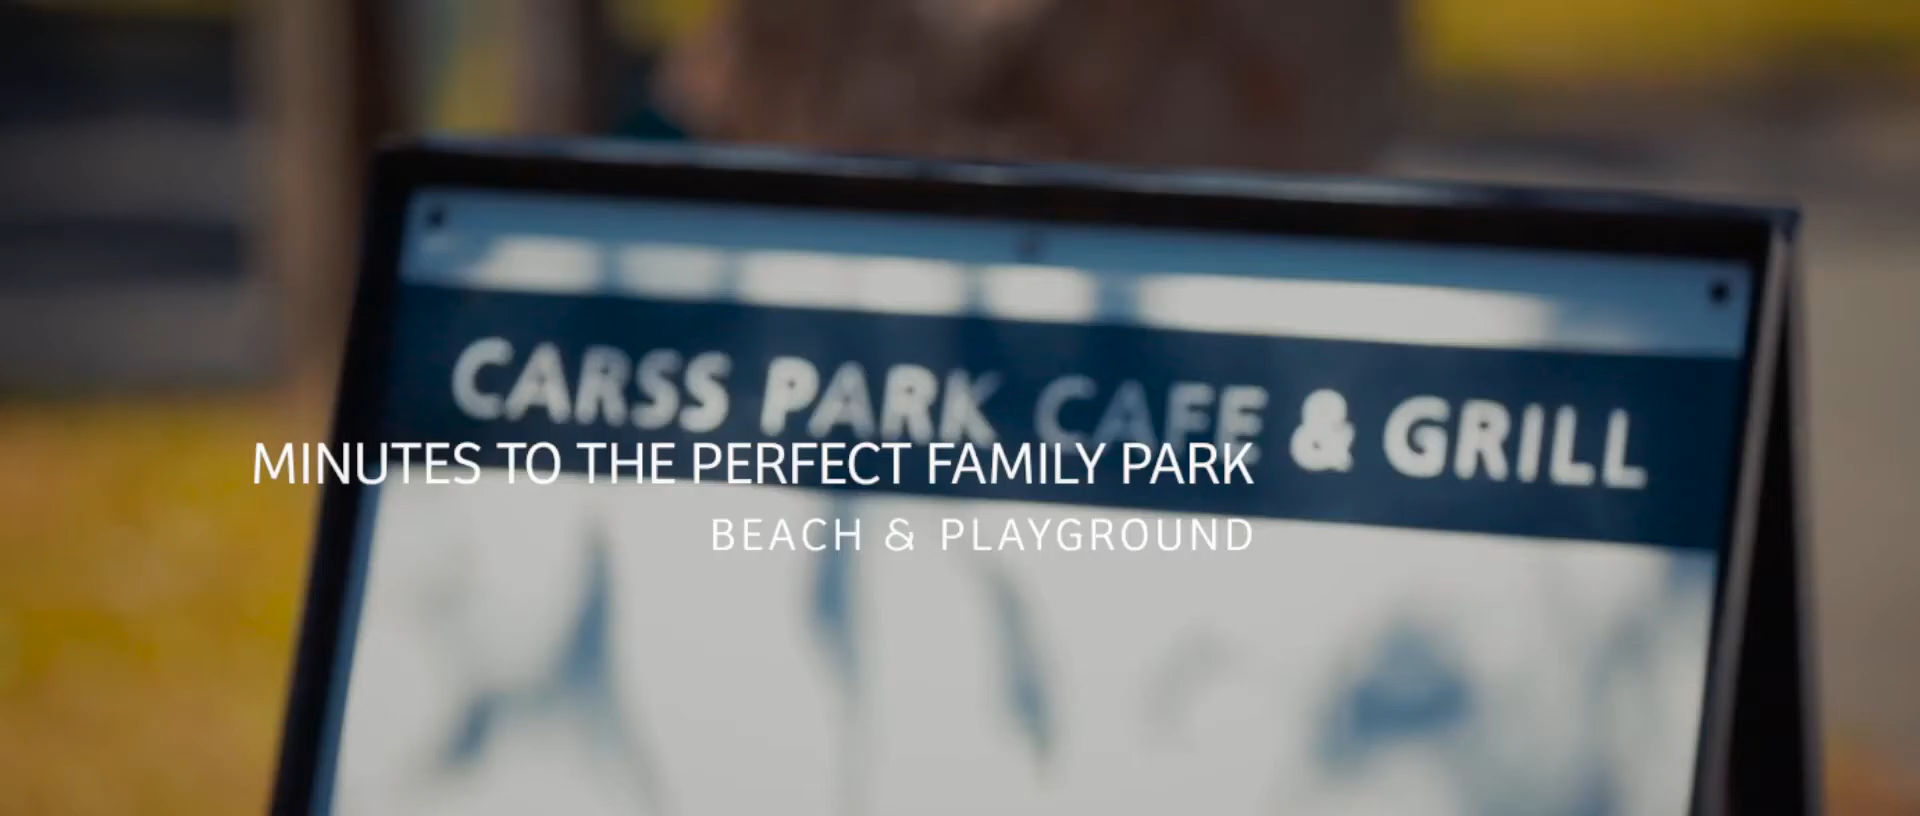 CARSS PARK CAFE & GRILL
MINUTES TO THE PERFECT FAMILY PARK
BEACH & PLAYGROUND